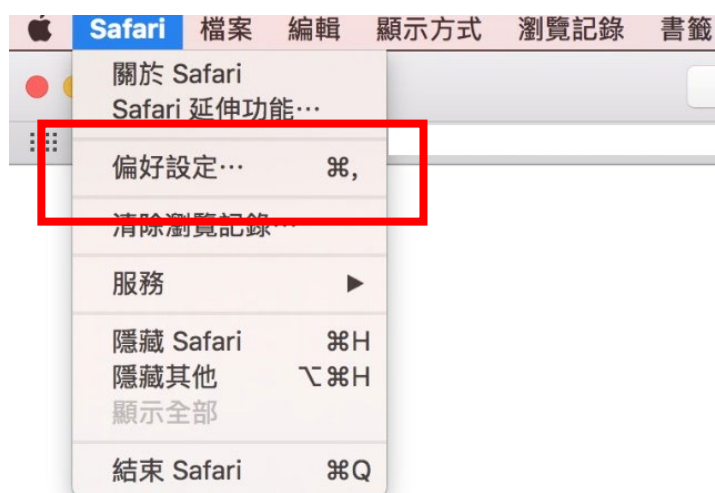 Safari 檔案 編輯 顯示方式 瀏覽記錄 書籤
關於 Safari
Safari 延伸功能⋯
偏好設定⋯ ⌘,
清除瀏覽記錄⋯
服務 ▶
隱藏 Safari ⌘H
隱藏其他 ⌥⌘H
顯示全部
結束 Safari ⌘Q